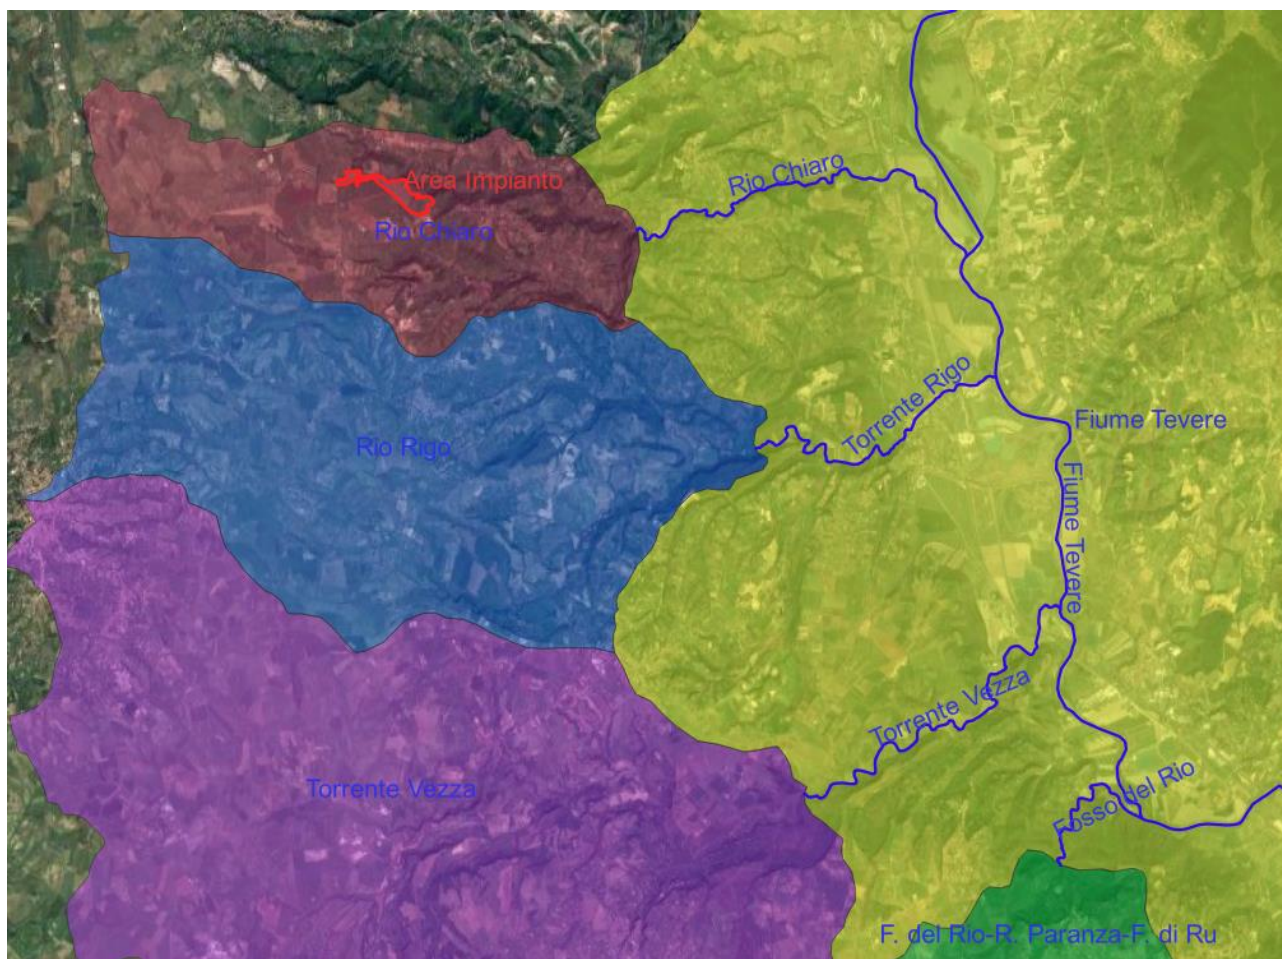 Rio Chiaro
Area Impianto
Rio Chiaro
Torrente Rigo
Fiume Tevere
Rio Rigo
Fiume Tevere
Torrente Vezza
Torrente Vezza
Fosso del Rio
F. del Rio-R. Paranza-F. di Ru